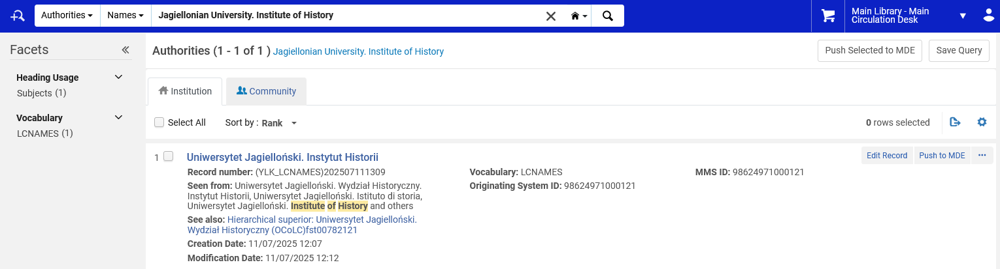 Authorities Names Jagiellonian University. Institute of History
Main Library - Main
Circulation Desk
Facets
Heading Usage
Subjects (1)
Vocabulary
LCNAMES (1)
Authorities (1 - 1 of 1 ) Jagiellonian University. Institute of History
Push Selected to MDE Save Query
Institution Community
Select All Sort by : Rank 0 rows selected
1 Uniwersytet Jagielloński. Instytut Historii
Edit Record Push to MDE ...
Record number: (YLK_LCNAMES)202507111309
Vocabulary: LCNAMES
MMS ID: 98624971000121
Seen from: Uniwersytet Jagielloński. Wydział Historyczny.
Instytut Historii, Uniwersytet Jagielloński. Istituto di storia,
Uniwersytet Jagielloński. Institute of History and others
Originating System ID: 98624971000121
See also: Hierarchical superior: Uniwersytet Jagielloński.
Wydział Historyczny (OCoLC)fst00782121
Creation Date: 11/07/2025 12:07
Modification Date: 11/07/2025 12:12